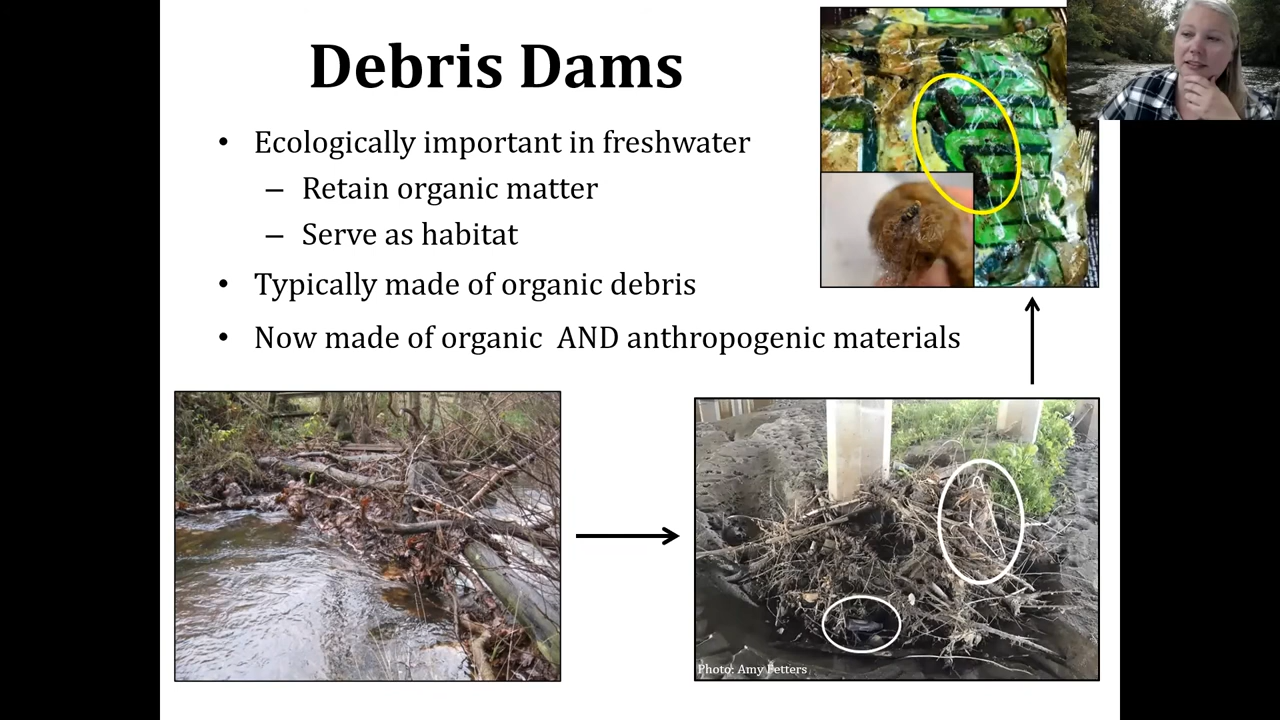 Debris Dams
• Ecologically important in freshwater
– Retain organic matter
– Serve as habitat
• Typically made of organic debris
• Now made of organic AND anthropogenic materials
Photo: Amy Fetters